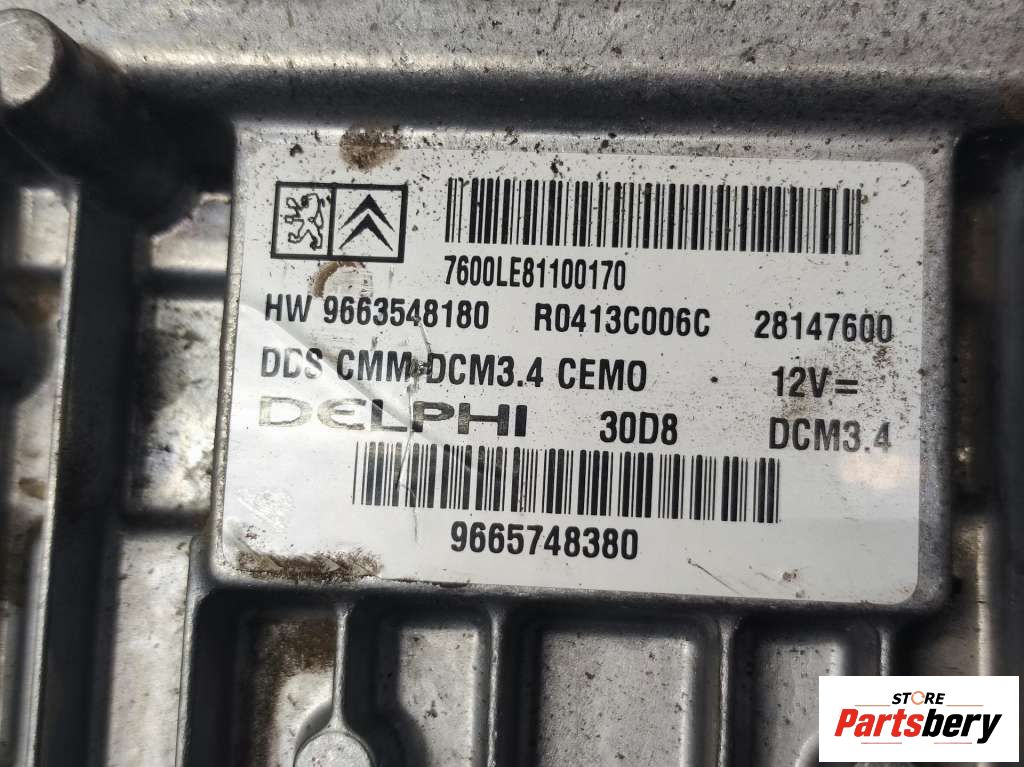 7600LE81100170
HW 9663548180 R0413C006C 28147600
DDS CMM DCM3.4 CEMO 12V=
DELPHI 30D8 DCM3.4
9665748380
STORE
Partsbery